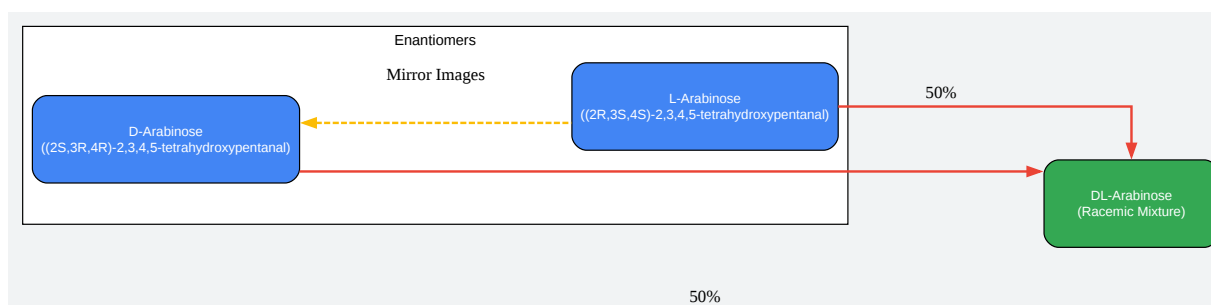 Enantiomers
Mirror Images
L-Arabinose
((2R,3S,4S)-2,3,4,5-tetrahydroxypentanal)
50%
D-Arabinose
((2S,3R,4R)-2,3,4,5-tetrahydroxypentanal)
DL-Arabinose
(Racemic Mixture)
50%